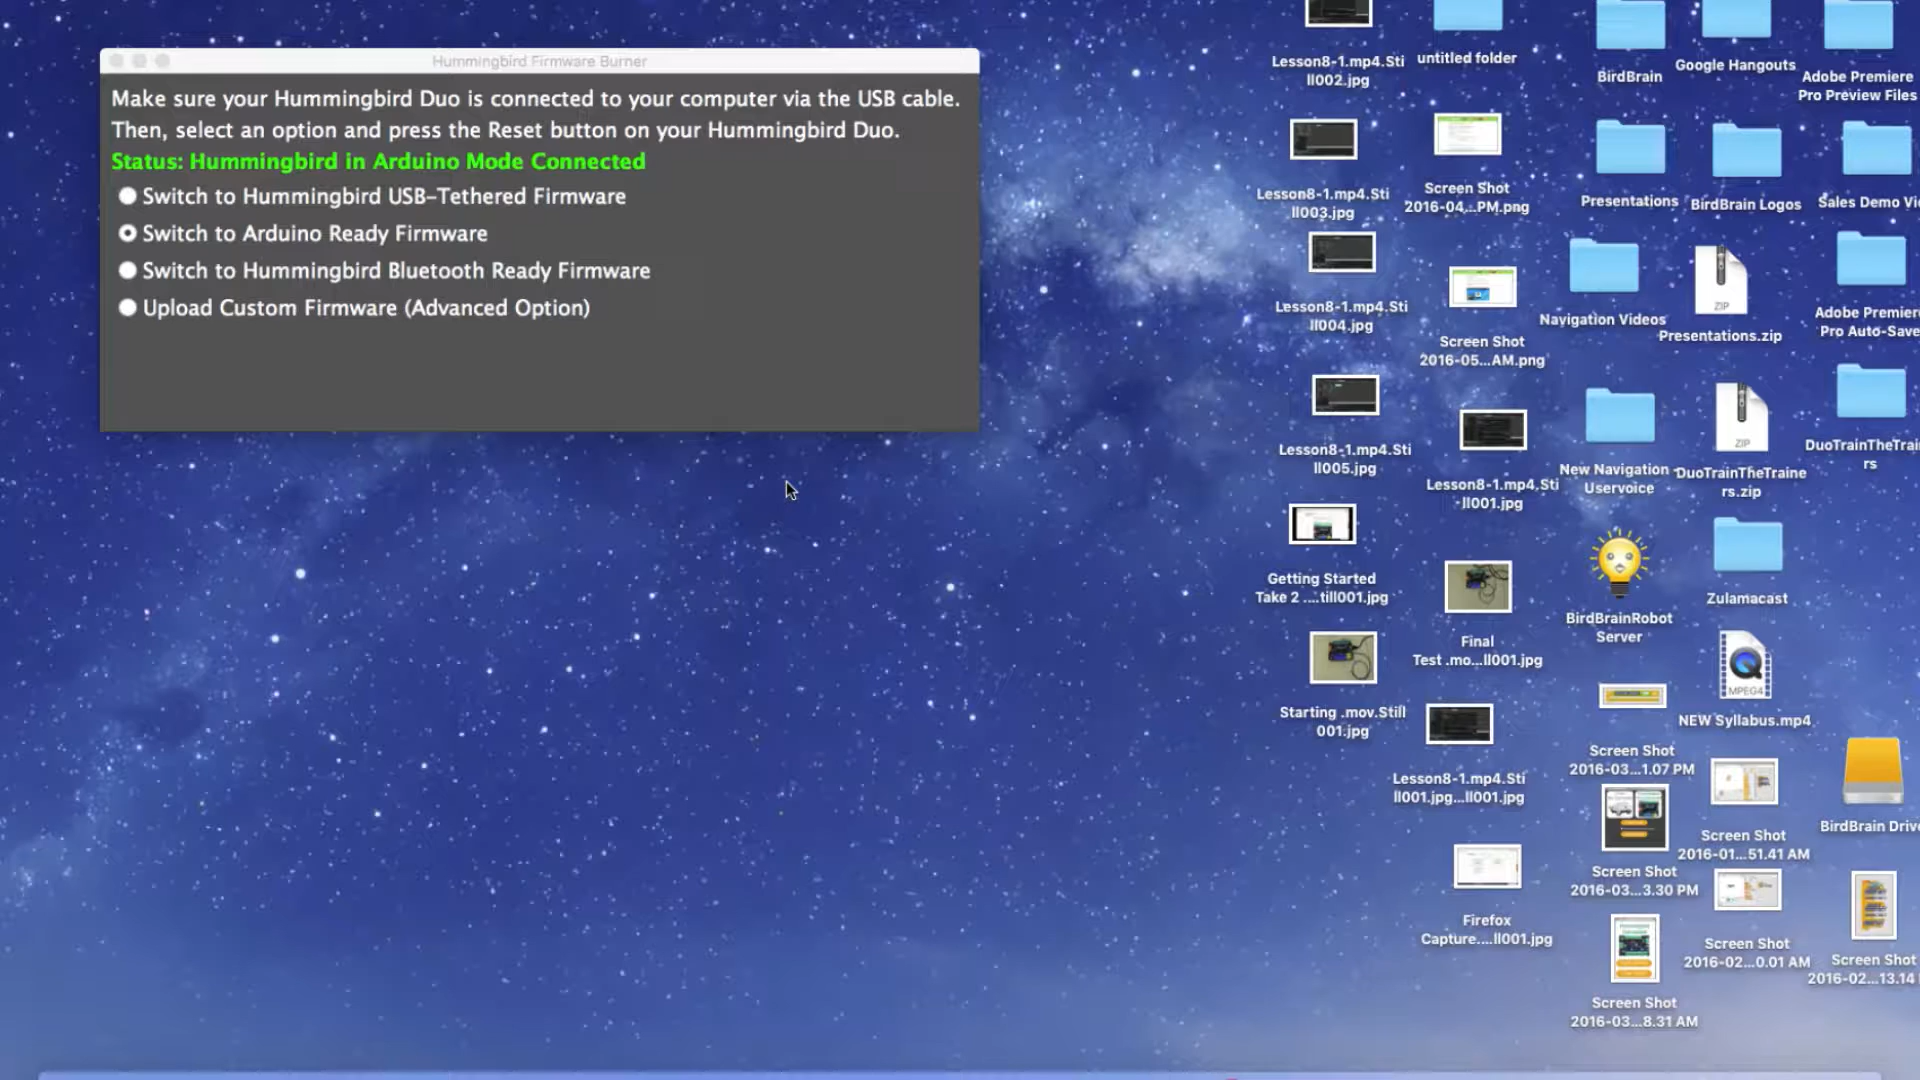 Hummingbird Firmware Burner
Make sure your Hummingbird Duo is connected to your computer via the USB cable.
Then, select an option and press the Reset button on your Hummingbird Duo.
Status: Hummingbird in Arduino Mode Connected
Switch to Hummingbird USB-Tethered Firmware
Switch to Arduino Ready Firmware
Switch to Hummingbird Bluetooth Ready Firmware
Upload Custom Firmware (Advanced Option)
Lesson8-1.mp4.Sti
ll002.jpg
Lesson8-1.mp4.Sti
ll003.jpg
Lesson8-1.mp4.Sti
ll004.jpg
Lesson8-1.mp4.Sti
ll005.jpg
Getting Started
Take 2 ....till001.jpg
Starting .mov.Still
001.jpg
untitled folder
Screen Shot
2016-04...PM.png
Screen Shot
2016-05...AM.png
Lesson8-1.mp4.Sti
ll001.jpg
Final
Test .mo...ll001.jpg
Lesson8-1.mp4.Sti
ll001.jpg...ll001.jpg
Firefox
Capture....ll001.jpg
BirdBrain
Presentations
Navigation Videos
New Navigation
Uservoice
BirdBrainRobot
Server
Screen Shot
2016-03...1.07 PM
Screen Shot
2016-03...3.30 PM
Screen Shot
2016-03...8.31 AM
Google Hangouts
BirdBrain Logos
ZIP
Presentations.zip
ZIP
DuoTrainTheTraine
rs.zip
Zulamacast
MPEG4
NEW Syllabus.mp4
Screen Shot
2016-01...51.41 AM
Screen Shot
2016-02...0.01 AM
Adobe Premiere
Pro Preview Files
Sales Demo Vi
Adobe Premier
Pro Auto-Save
DuoTrainTheTrai
rs
BirdBrain Drive
Screen Shot
2016-02...13.14